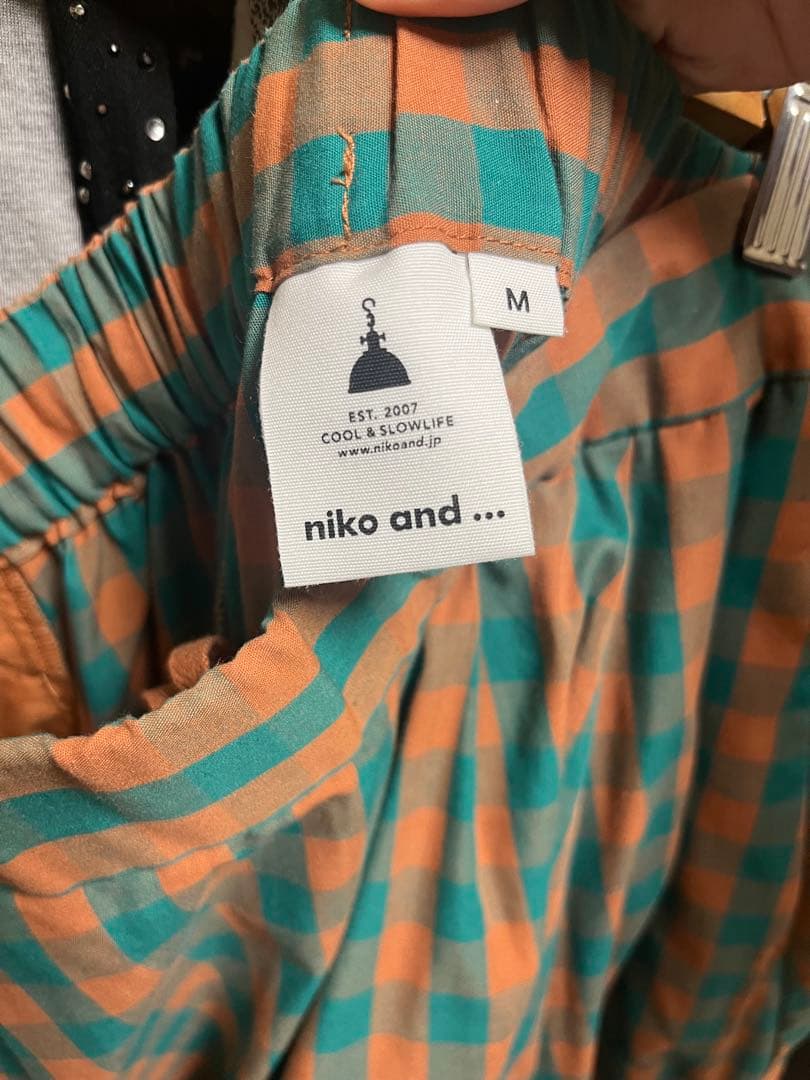 M
EST. 2007
COOL & SLOWLIFE
www.nikoand.jp
niko and ...